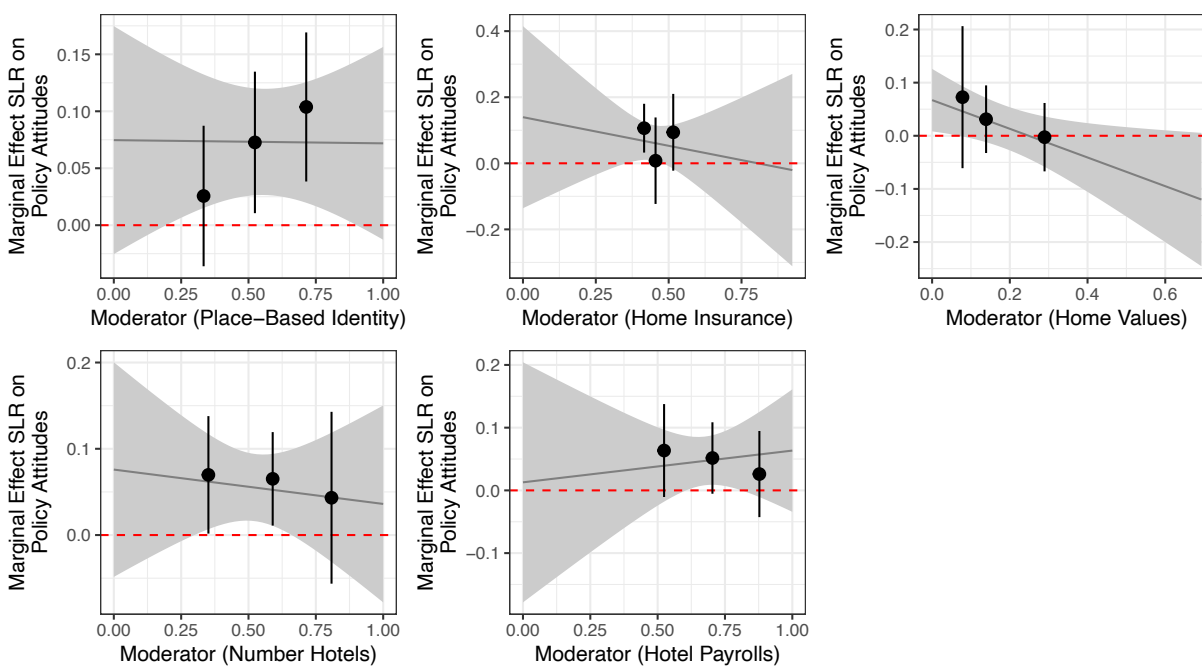 Marginal Effect SLR on
Policy Attitudes
0.15
0.10
0.05
0.00
0.00 0.25 0.50 0.75 1.00
Moderator (Place−Based Identity)
Marginal Effect SLR on
Policy Attitudes
0.4
0.2
0.0
−0.2
0.00 0.25 0.50 0.75
Moderator (Home Insurance)
Marginal Effect SLR on
Policy Attitudes
0.2
0.1
0.0
−0.1
−0.2
0.0 0.2 0.4 0.6
Moderator (Home Values)
Marginal Effect SLR on
Policy Attitudes
0.2
0.1
0.0
0.00 0.25 0.50 0.75 1.00
Moderator (Number Hotels)
Marginal Effect SLR on
Policy Attitudes
0.2
0.1
0.0
−0.1
0.00 0.25 0.50 0.75 1.00
Moderator (Hotel Payrolls)